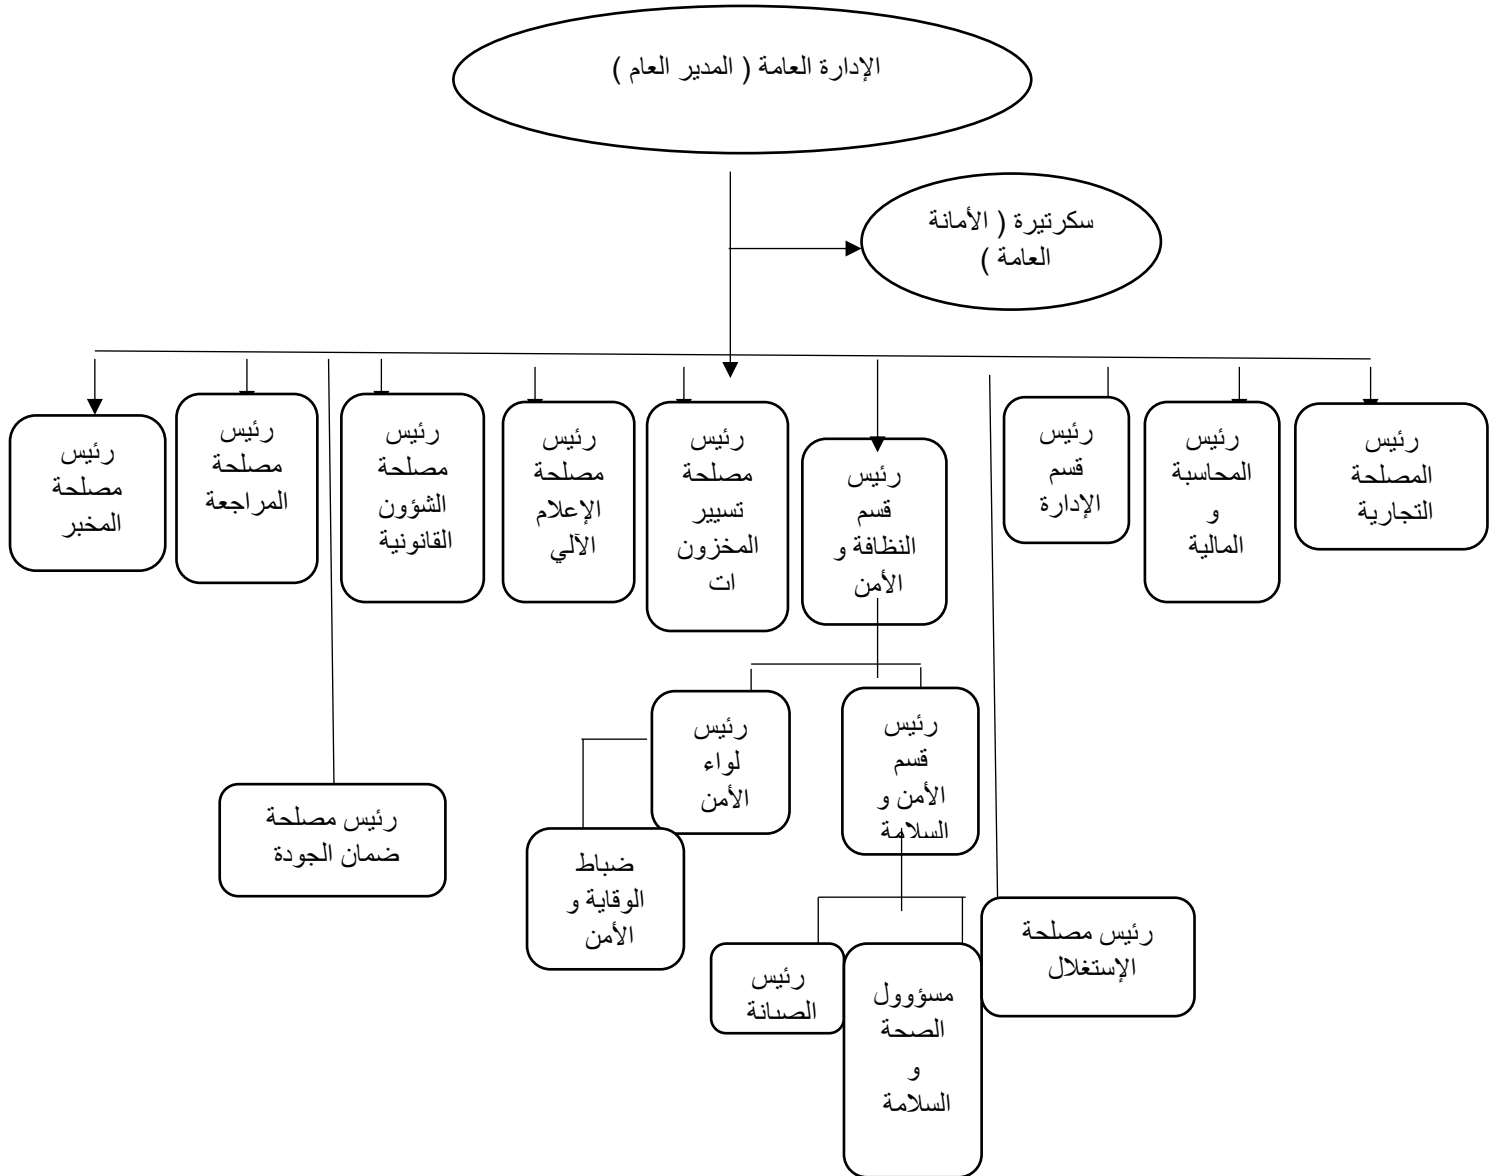 الإدارة العامة ( المدير العام )
سكرتيرة ( الأمانة
العامة )
رئيس
المصلحة
التجارية
رئيس
المحاسبة
و
المالية
رئيس
قسم
الإدارة
رئيس
قسم
النظافة و
الأمن
رئيس
مصلحة
تسيير
المخزون
ات
رئيس
مصلحة
الإعلام
الآلي
رئيس
مصلحة
الشؤون
القانونية
رئيس
مصلحة
المراجعة
رئيس
مصلحة
المخبر
رئيس
قسم
الأمن و
السلامة
رئيس
لواء
الأمن
رئيس مصلحة
ضمان الجودة
ضباط
الوقاية و
الأمن
رئيس مصلحة
الإستغلال
مسؤوول
الصحة
و
السلامة
رئيس
الصيانة